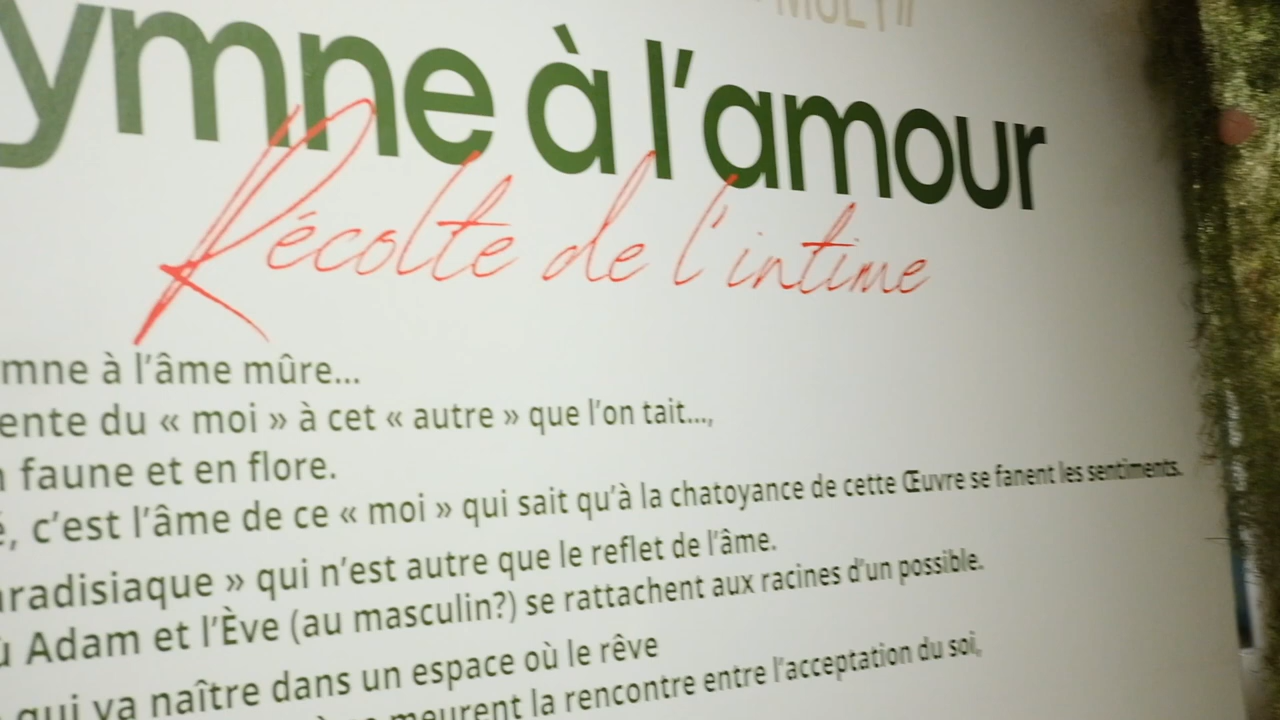 ymne à l'amour
Récolte de l'intime
mne à l'âme mûre...
ente du « moi » à cet « autre » que l'on tait...,
faune et en flore.
c'est l'âme de ce « moi » qui sait qu'à la chatoyance de cette Œuvre se fanent les sentiments.
radisiaque » qui n'est autre que le reflet de l'âme.
Adam et l'Ève (au masculin?) se rattachent aux racines d'un possible.
qui va naître dans un espace où le rêve
meurent la rencontre entre l'acceptation du soi,